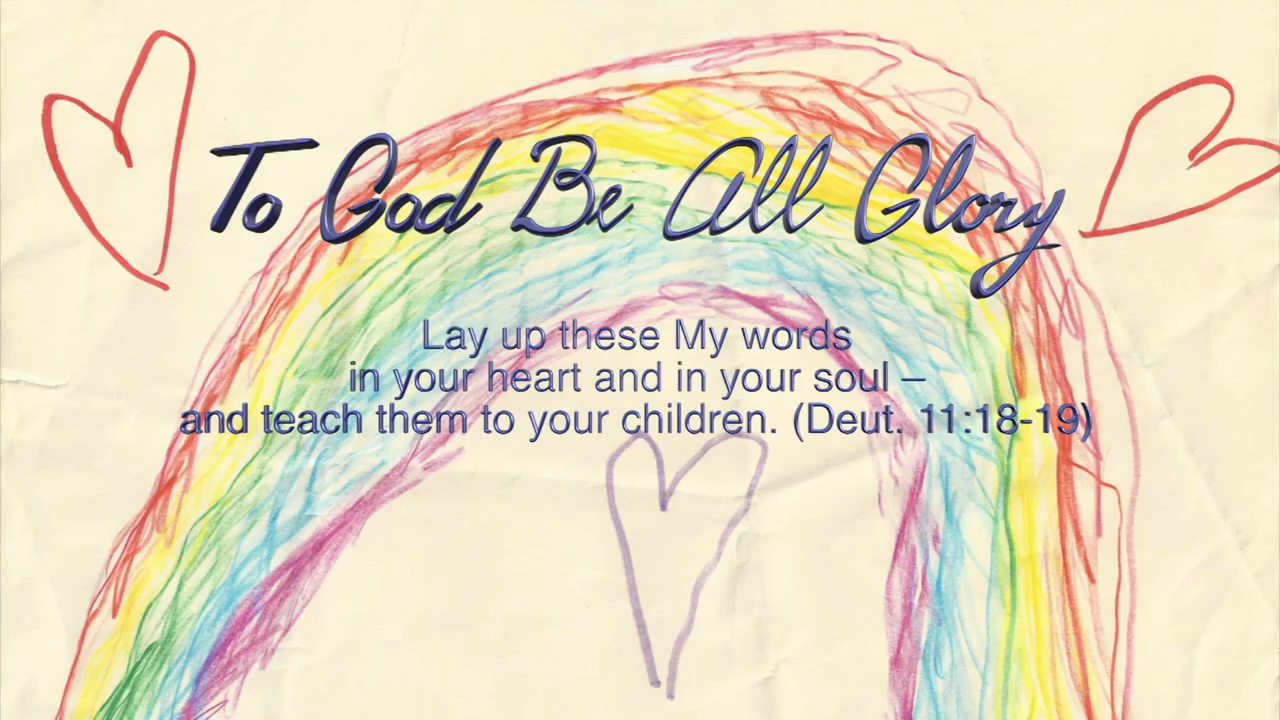 To God Be All Glory
Lay up these My words
in your heart and in your soul –
and teach them to your children. (Deut. 11:18-19)